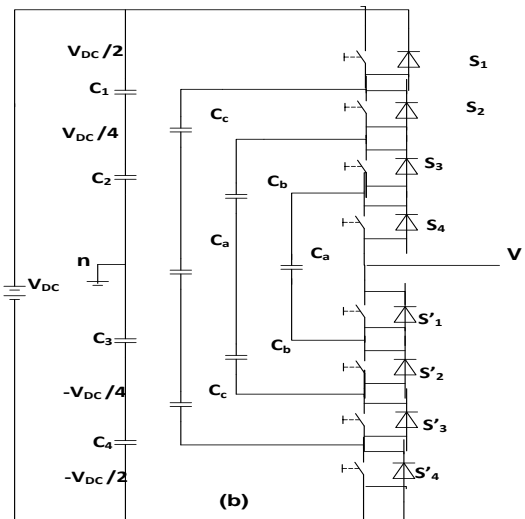 V_DC/2
S₁
C₁
S₂
C_c
V_DC/4
S₃
C₂
C_b
S₄
C_a
C_a
V
n
V_DC
S'₁
C₃
C_b
S'₂
-V_DC/4
C_c
S'₃
C₄
S'₄
-V_DC/2
(b)